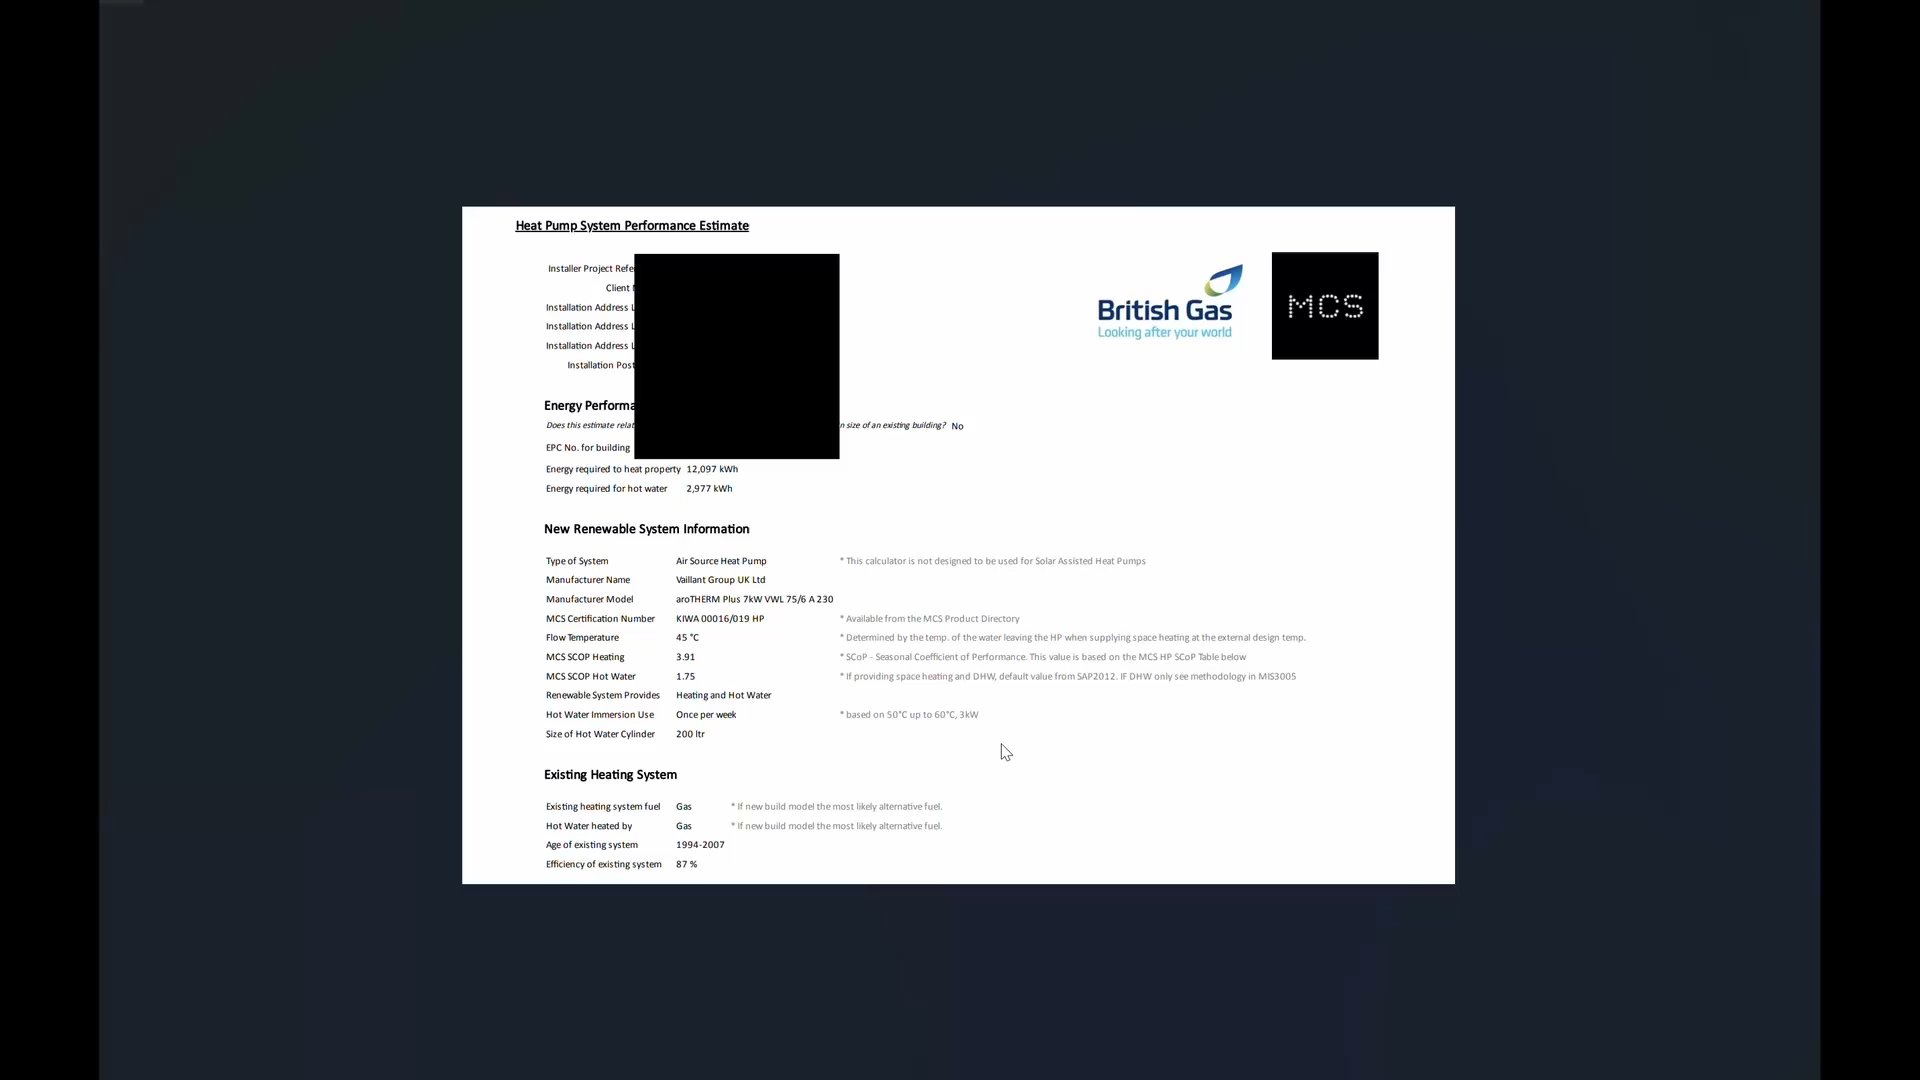 Heat Pump System Performance Estimate
Installer Project
Client
Installation Address
Installation Address
Installation Address
Installation
British Gas
Looking after your world
MCS
Energy
Does this estimate
size of an existing building? No
EPC No. for building
Energy required to heat property 12,097 kWh
Energy required for hot water 2,977 kWh
New Renewable System Information
Type of System Air Source Heat Pump * This calculator is not designed to be used for Solar Assisted Heat Pumps
Manufacturer Name Vaillant Group UK Ltd
Manufacturer Model aroTHERM Plus 7kW VWL 75/6 A 230
MCS Certification Number KIWA 00016/019 HP * Available from the MCS Product Directory
Flow Temperature 45 °C * Determined by the temp. of the water leaving the HP when supplying space heating at the external design temp.
MCS SCOP Heating 3.91 * SCoP - Seasonal Coefficient of Performance. This value is based on the MCS HP SCoP Table below
MCS SCOP Hot Water 1.75 * If providing space heating and DHW, default value from SAP2012. IF DHW only see methodology in MIS3005
Renewable System Provides Heating and Hot Water
Hot Water Immersion Use Once per week * based on 50°C up to 60°C, 3kW
Size of Hot Water Cylinder 200 ltr
Existing Heating System
Existing heating system fuel Gas * If new build model the most likely alternative fuel.
Hot Water heated by Gas * If new build model the most likely alternative fuel.
Age of existing system 1994-2007
Efficiency of existing system 87 %